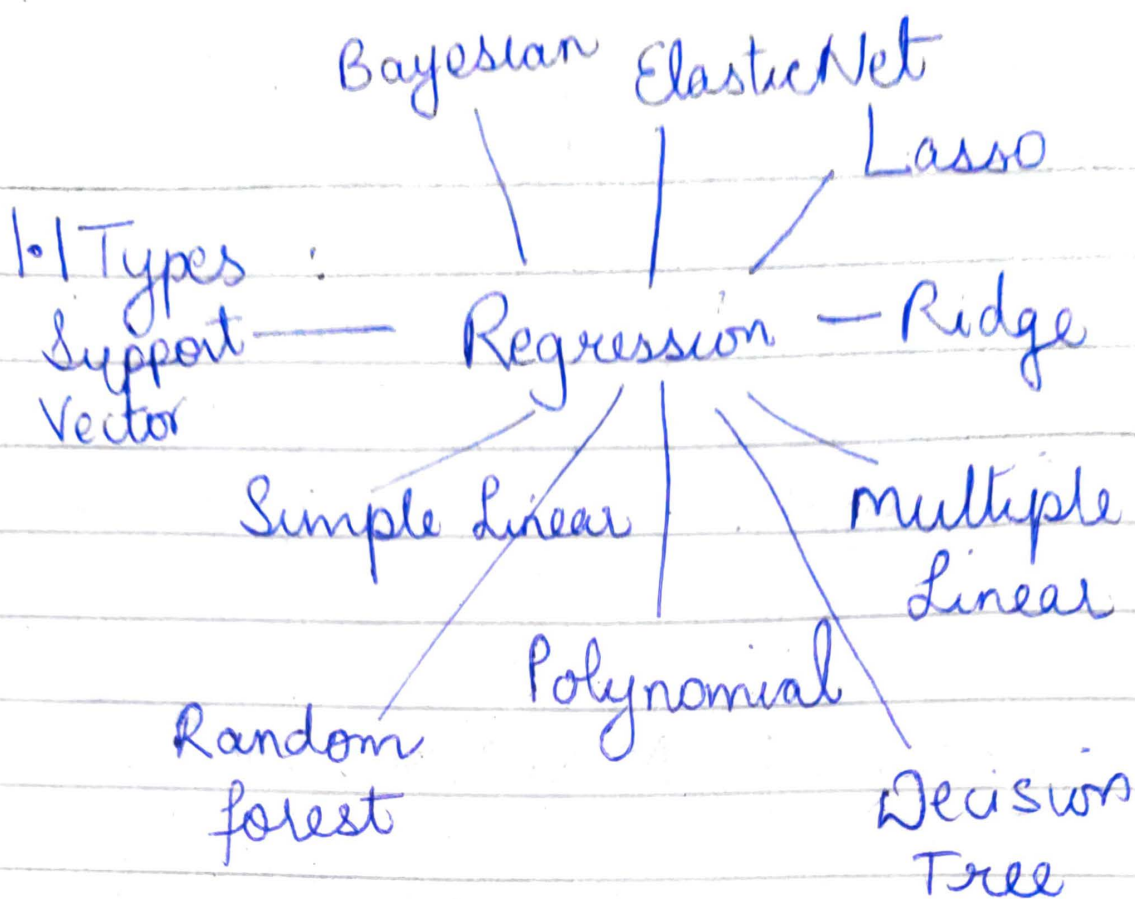 Bayesian ElasticNet
Lasso
1.1 Types :
Support Regression Ridge
Vector
Simple Linear Multiple
Linear
Polynomial
Random
forest
Decision
Tree